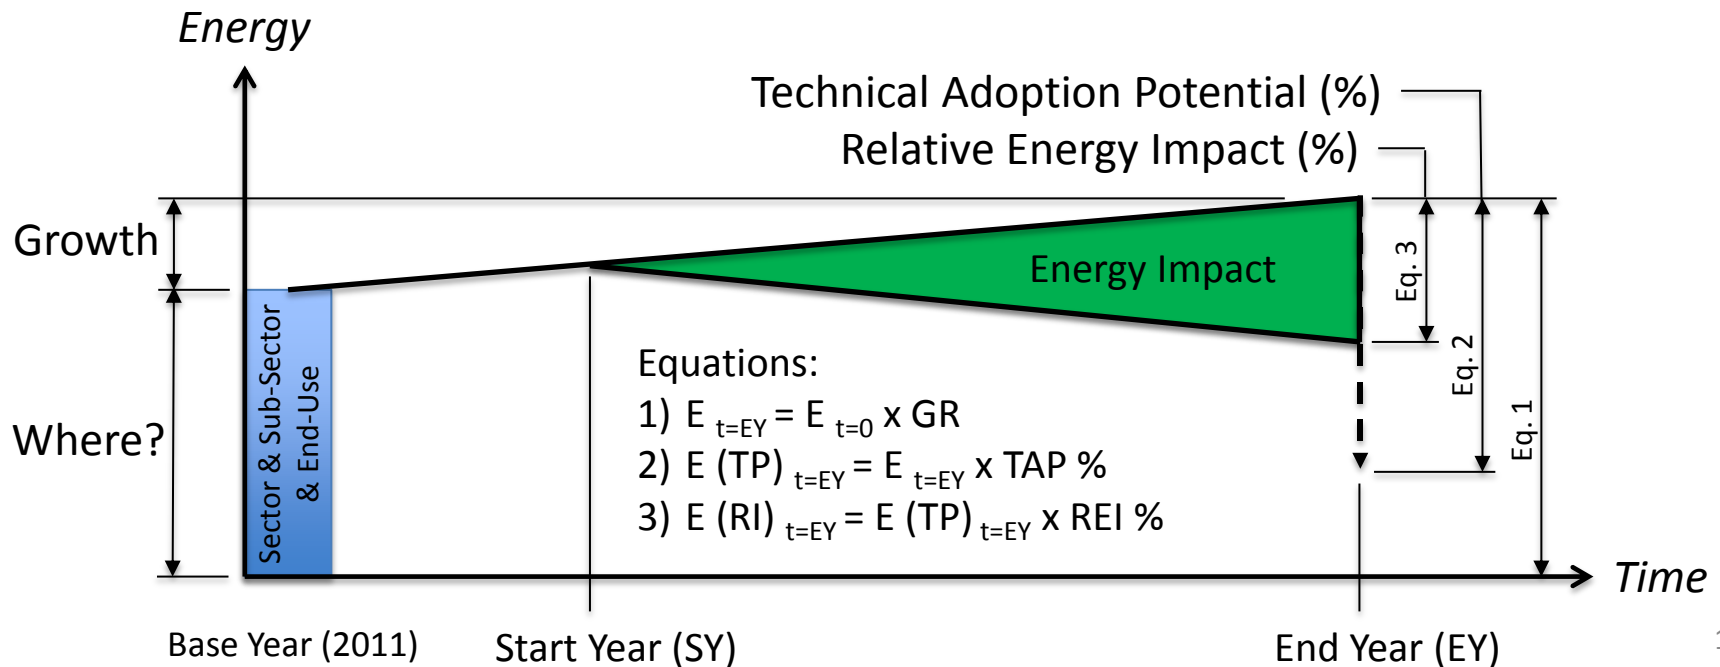 Energy
Technical Adoption Potential (%)
Relative Energy Impact (%)
Growth
Where?
Sector & Sub-Sector
& End-Use
Energy Impact
Eq. 3
Eq. 2
Eq. 1
Equations:
1) E t=EY = E t=0 x GR
2) E (TP) t=EY = E t=EY x TAP %
3) E (RI) t=EY = E (TP) t=EY x REI %
Time
Base Year (2011)
Start Year (SY)
End Year (EY)